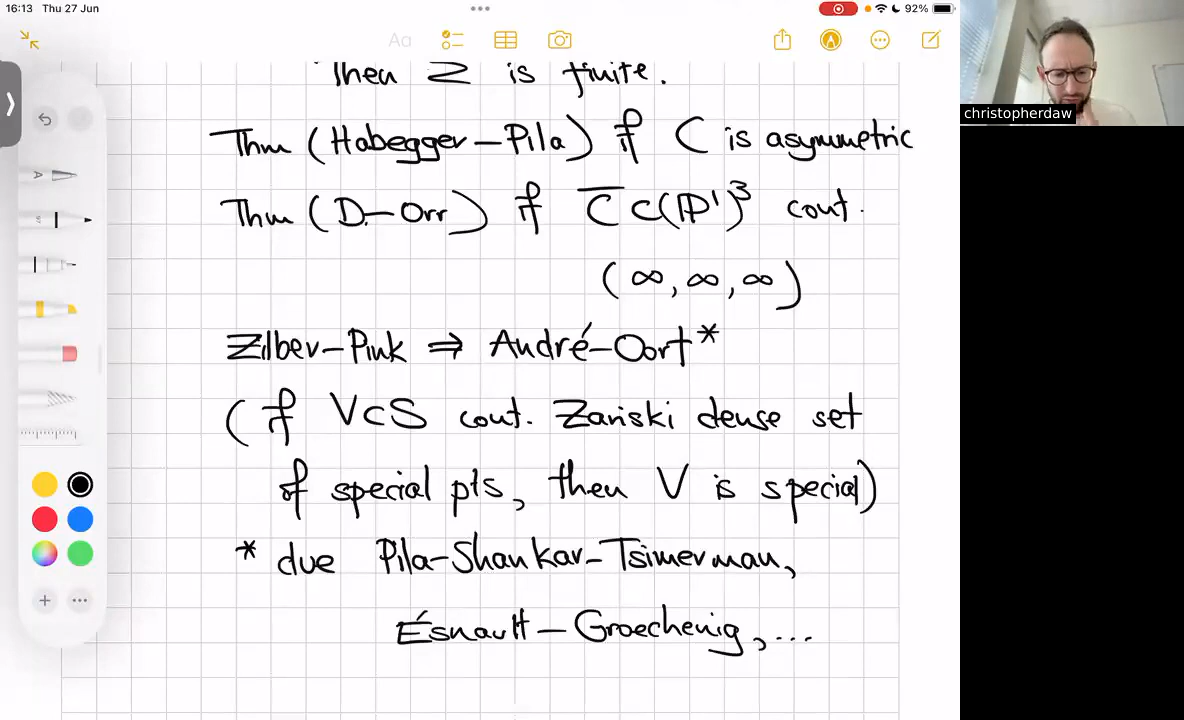 16:13 Thu 27 Jun
92%
Aa
christopherdaw
Then Z is finite.
Thm (Habegger–Pila) if C is asymmetric
Thm (D.–Orr) if C̅ ⊂ (ℙ¹)³ cont.
(∞, ∞, ∞)
Zilber–Pink ⇒ André–Oort*
(if V⊂S cont. Zariski dense set
of special pts, then V is special)
* due Pila–Shankar–Tsimerman,
Ésnault – Groechenig, ...